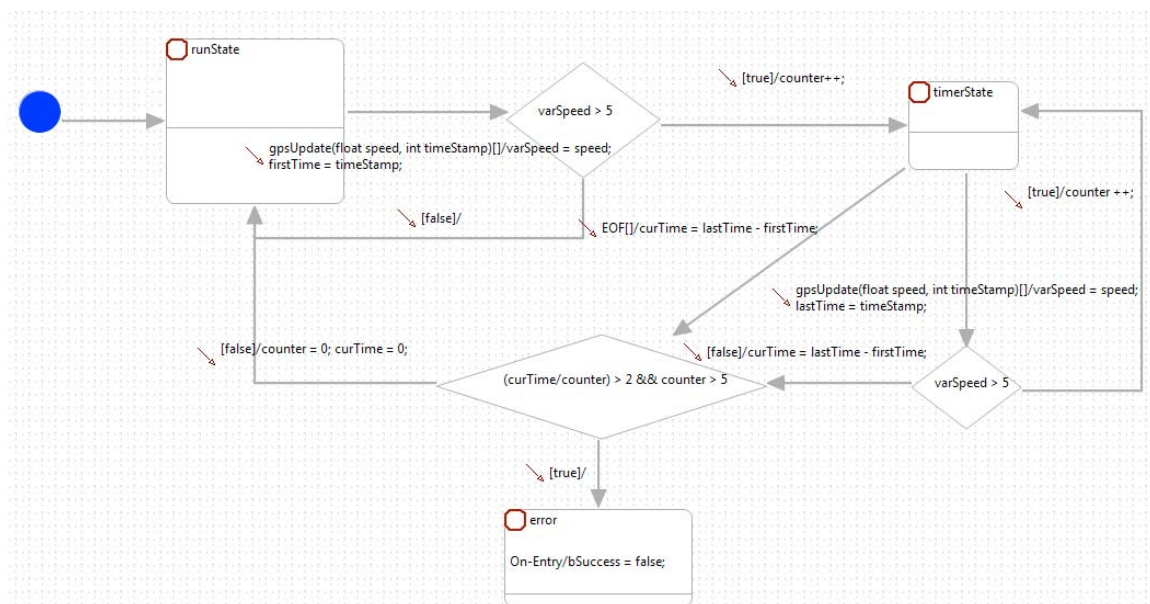 runState
[true]/counter++;
timerState
varSpeed > 5
gpsUpdate(float speed, int timeStamp)[]/varSpeed = speed;
firstTime = timeStamp;
[true]/counter ++;
[false]/
EOF[]/curTime = lastTime - firstTime;
gpsUpdate(float speed, int timeStamp)[]/varSpeed = speed;
lastTime = timeStamp;
[false]/counter = 0; curTime = 0;
[false]/curTime = lastTime - firstTime;
(curTime/counter) > 2 && counter > 5
varSpeed > 5
[true]/
error
On-Entry/bSuccess = false;